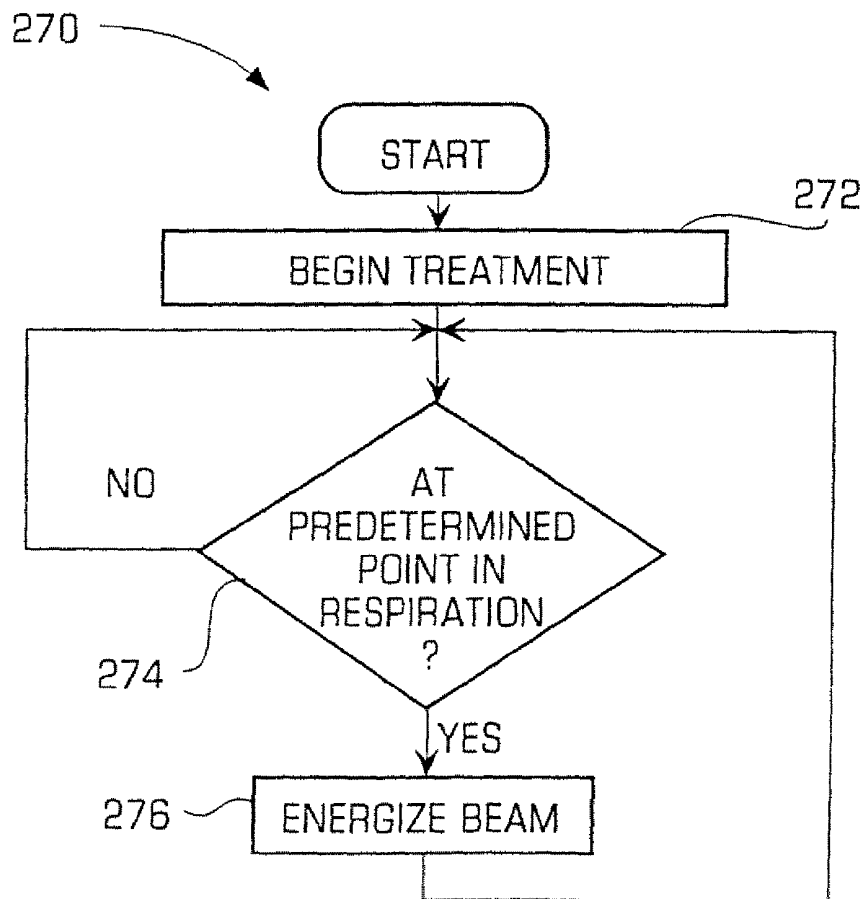 270
START
272
BEGIN TREATMENT
NO
AT
PREDETERMINED
POINT IN
RESPIRATION
?
274
YES
276
ENERGIZE BEAM